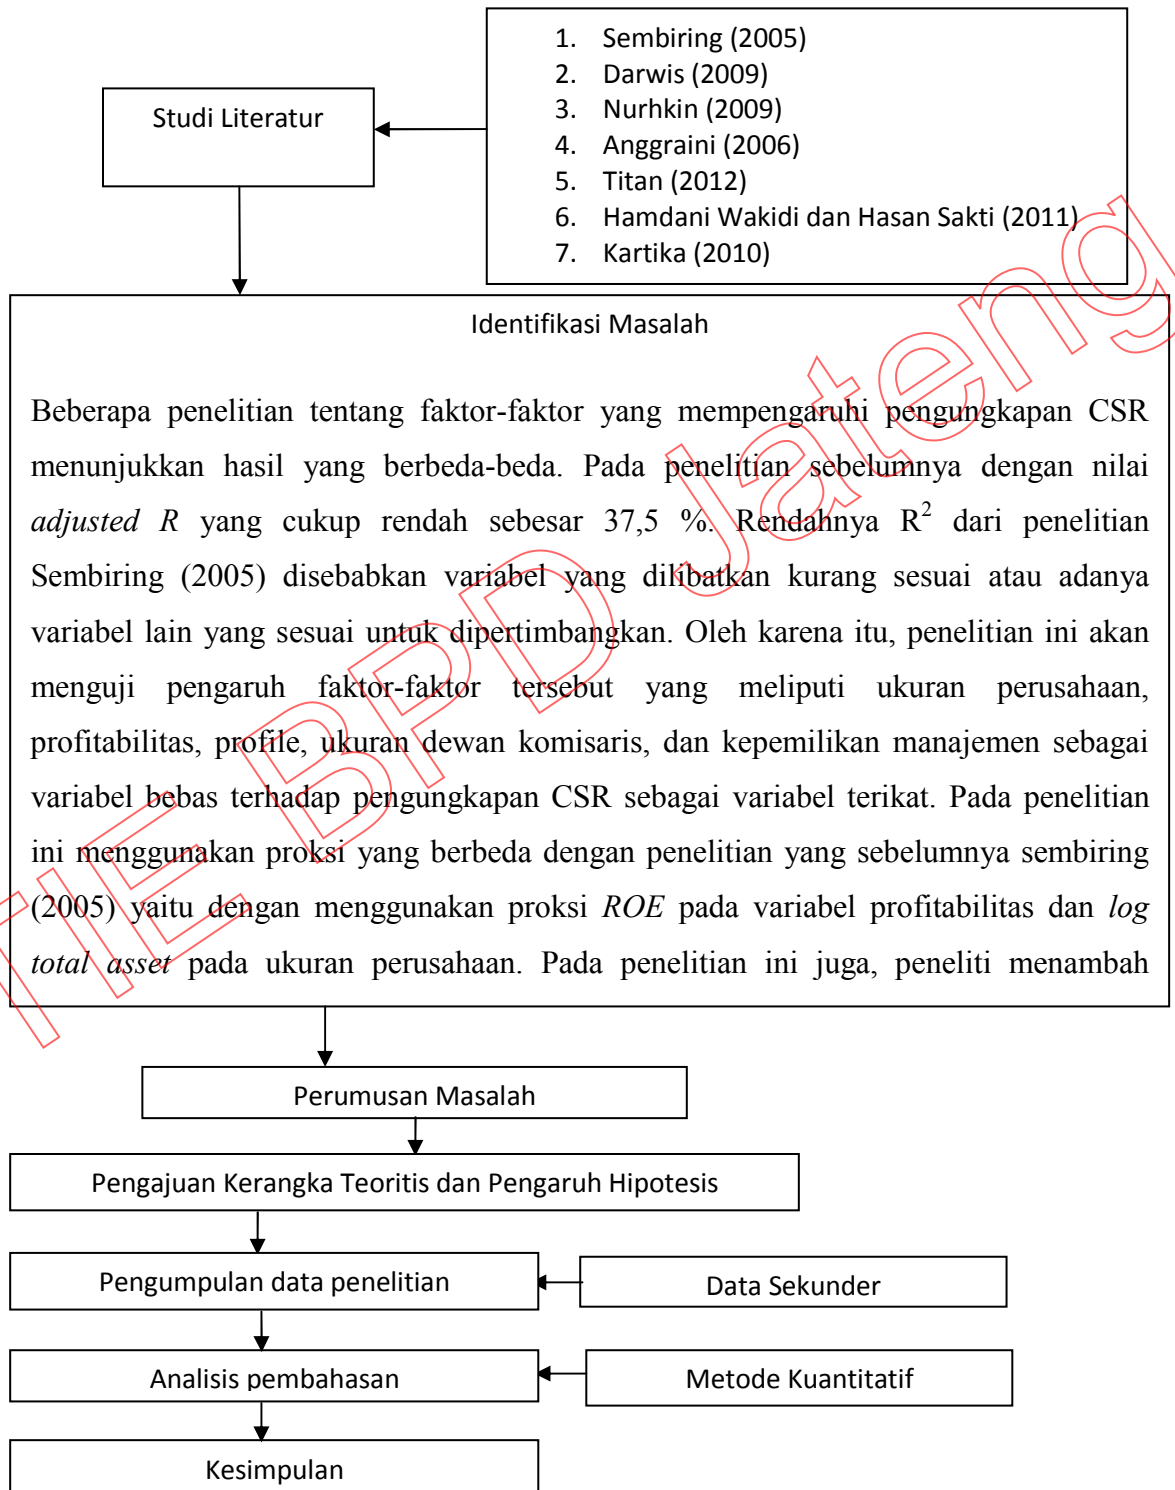 1. Sembiring (2005)
2. Darwis (2009)
3. Nurhkin (2009)
4. Anggraini (2006)
5. Titan (2012)
6. Hamdani Wakidi dan Hasan Sakti (2011)
7. Kartika (2010)
Studi Literatur
Identifikasi Masalah
Beberapa penelitian tentang faktor-faktor yang mempengaruhi pengungkapan CSR
menunjukkan hasil yang berbeda-beda. Pada penelitian sebelumnya dengan nilai
adjusted R yang cukup rendah sebesar 37,5 %. Rendahnya R² dari penelitian
Sembiring (2005) disebabkan variabel yang dilibatkan kurang sesuai atau adanya
variabel lain yang sesuai untuk dipertimbangkan. Oleh karena itu, penelitian ini akan
menguji pengaruh faktor-faktor tersebut yang meliputi ukuran perusahaan,
profitabilitas, profile, ukuran dewan komisaris, dan kepemilikan manajemen sebagai
variabel bebas terhadap pengungkapan CSR sebagai variabel terikat. Pada penelitian
ini menggunakan proksi yang berbeda dengan penelitian yang sebelumnya sembiring
(2005) yaitu dengan menggunakan proksi ROE pada variabel profitabilitas dan log
total asset pada ukuran perusahaan. Pada penelitian ini juga, peneliti menambah
Perumusan Masalah
Pengajuan Kerangka Teoritis dan Pengaruh Hipotesis
Pengumpulan data penelitian
Data Sekunder
Analisis pembahasan
Metode Kuantitatif
Kesimpulan
TIE BPD Jateng